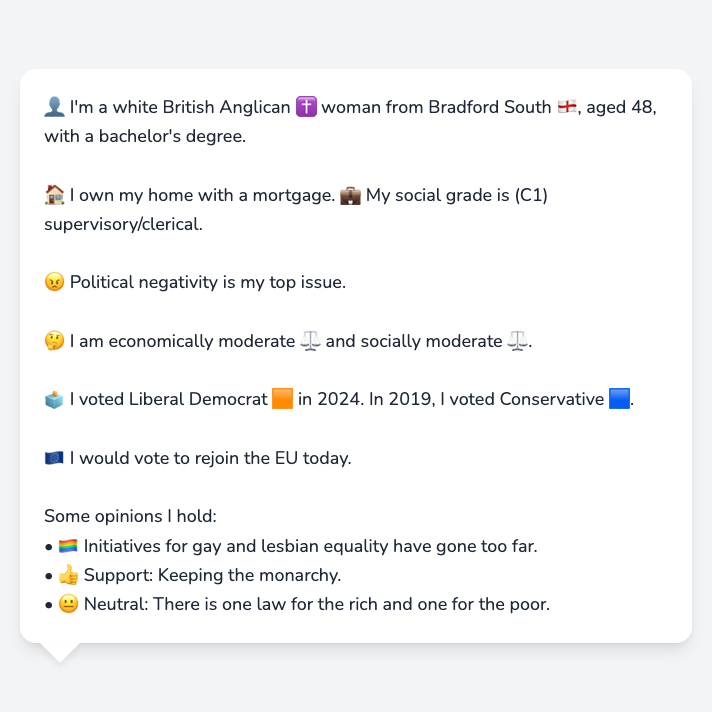 👤 I'm a white British Anglican ✝️ woman from Bradford South 🏴󠁧󠁢󠁥󠁮󠁧󠁿, aged 48,
with a bachelor's degree.
🏠 I own my home with a mortgage. 💼 My social grade is (C1)
supervisory/clerical.
😠 Political negativity is my top issue.
🤔 I am economically moderate ⚖️ and socially moderate ⚖️.
🗳️ I voted Liberal Democrat 🟧 in 2024. In 2019, I voted Conservative 🟦.
🇪🇺 I would vote to rejoin the EU today.
Some opinions I hold:
• 🏳️‍🌈 Initiatives for gay and lesbian equality have gone too far.
• 👍 Support: Keeping the monarchy.
• 😐 Neutral: There is one law for the rich and one for the poor.